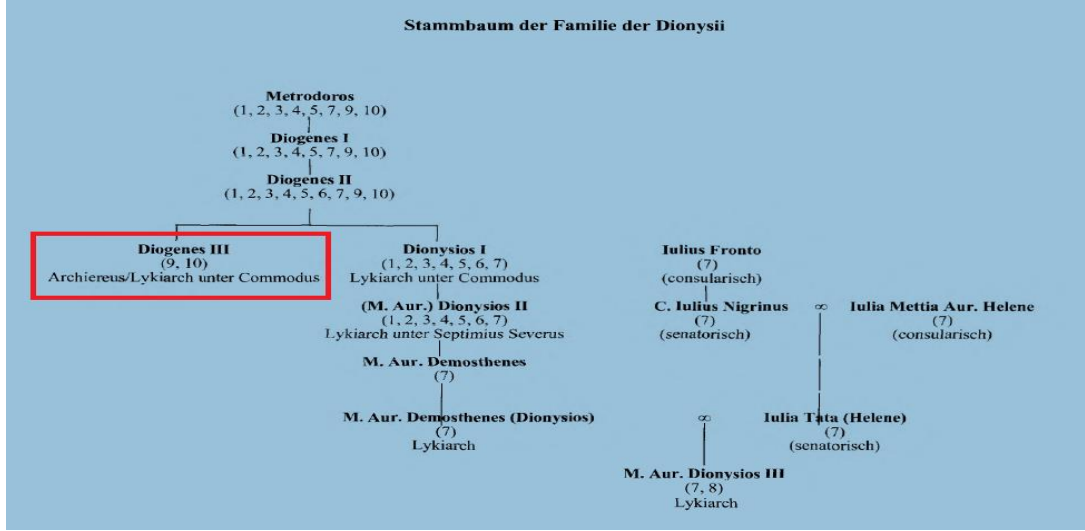 Stammbaum der Familie der Dionysii
Metrodoros
(1, 2, 3, 4, 5, 7, 9, 10)
Diogenes I
(1, 2, 3, 4, 5, 7, 9, 10)
Diogenes II
(1, 2, 3, 4, 5, 6, 7, 9, 10)
Diogenes III
(9, 10)
Archiereus/Lykiarch unter Commodus
Dionysios I
(1, 2, 3, 4, 5, 6, 7)
Lykiarch unter Commodus
Iulius Fronto
(7)
(consularisch)
(M. Aur.) Dionysios II
(1, 2, 3, 4, 5, 6, 7)
Lykiarch unter Septimius Severus
C. Iulius Nigrinus
(7)
(senatorisch)
∞
Iulia Mettia Aur. Helene
(7)
(consularisch)
M. Aur. Demosthenes
(7)
M. Aur. Demosthenes (Dionysios)
(7)
Lykiarch
∞
Iulia Tata (Helene)
(7)
(senatorisch)
M. Aur. Dionysios III
(7, 8)
Lykiarch